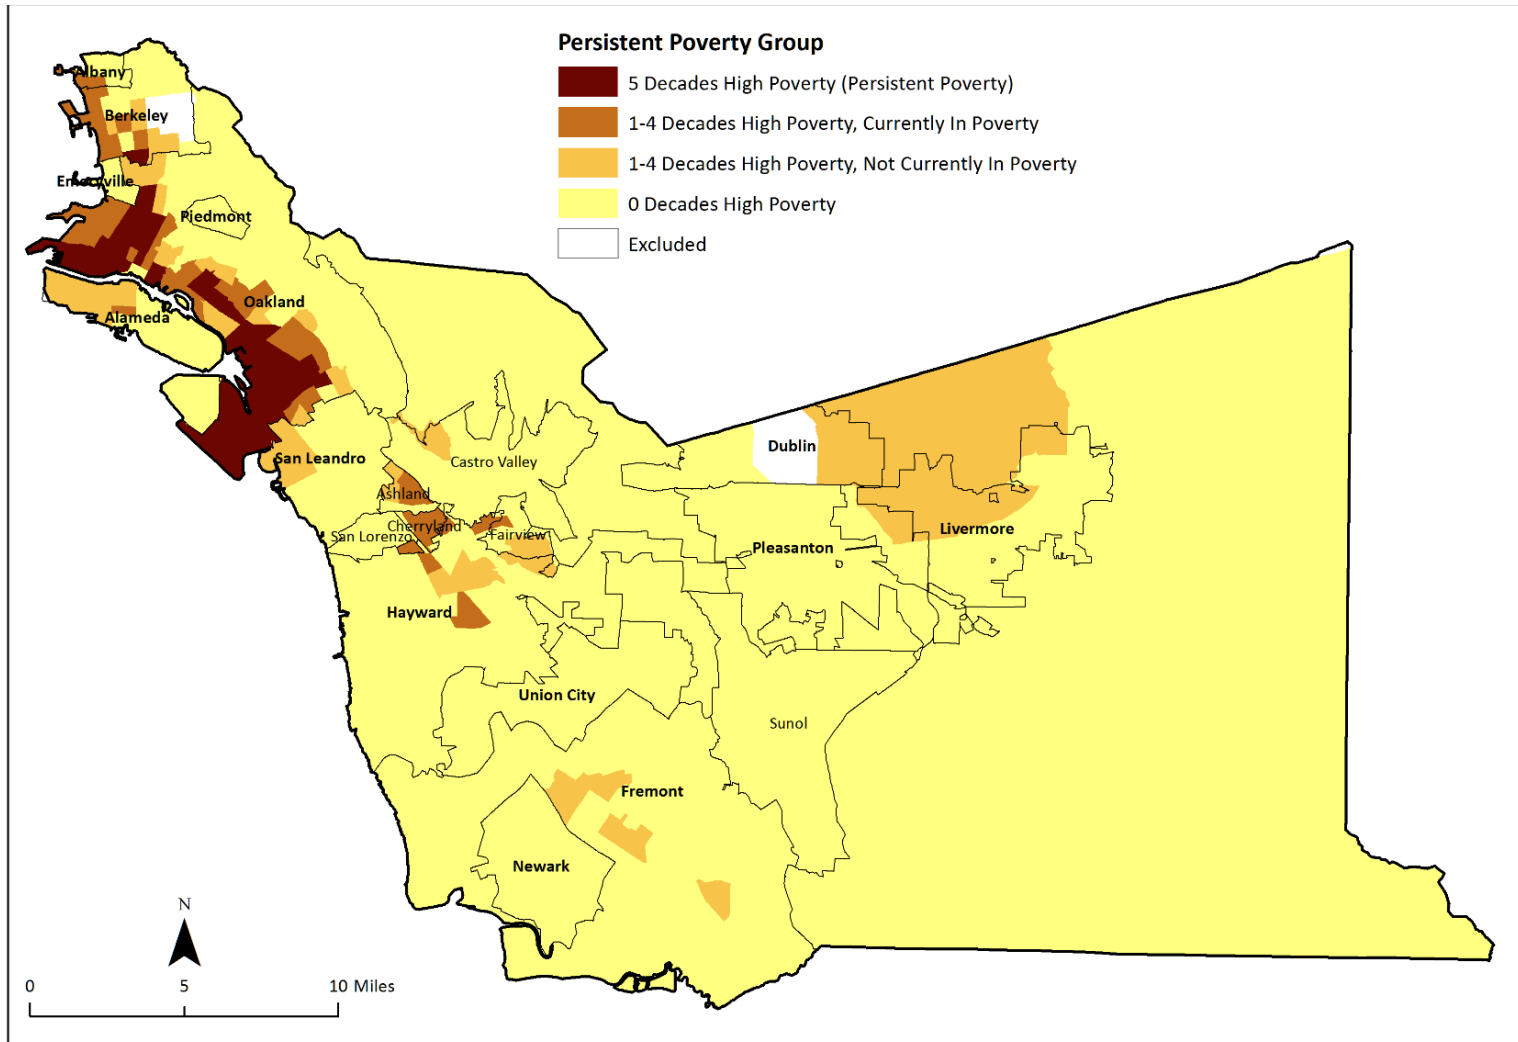 Persistent Poverty Group
5 Decades High Poverty (Persistent Poverty)
1-4 Decades High Poverty, Currently In Poverty
1-4 Decades High Poverty, Not Currently In Poverty
0 Decades High Poverty
Excluded
Albany
Berkeley
Emeryville
Piedmont
Oakland
Alameda
San Leandro
Castro Valley
Dublin
Ashland
Cherryland
San Lorenzo
Fairview
Livermore
Pleasanton
Hayward
Union City
Sunol
Fremont
Newark
N
0 5 10 Miles